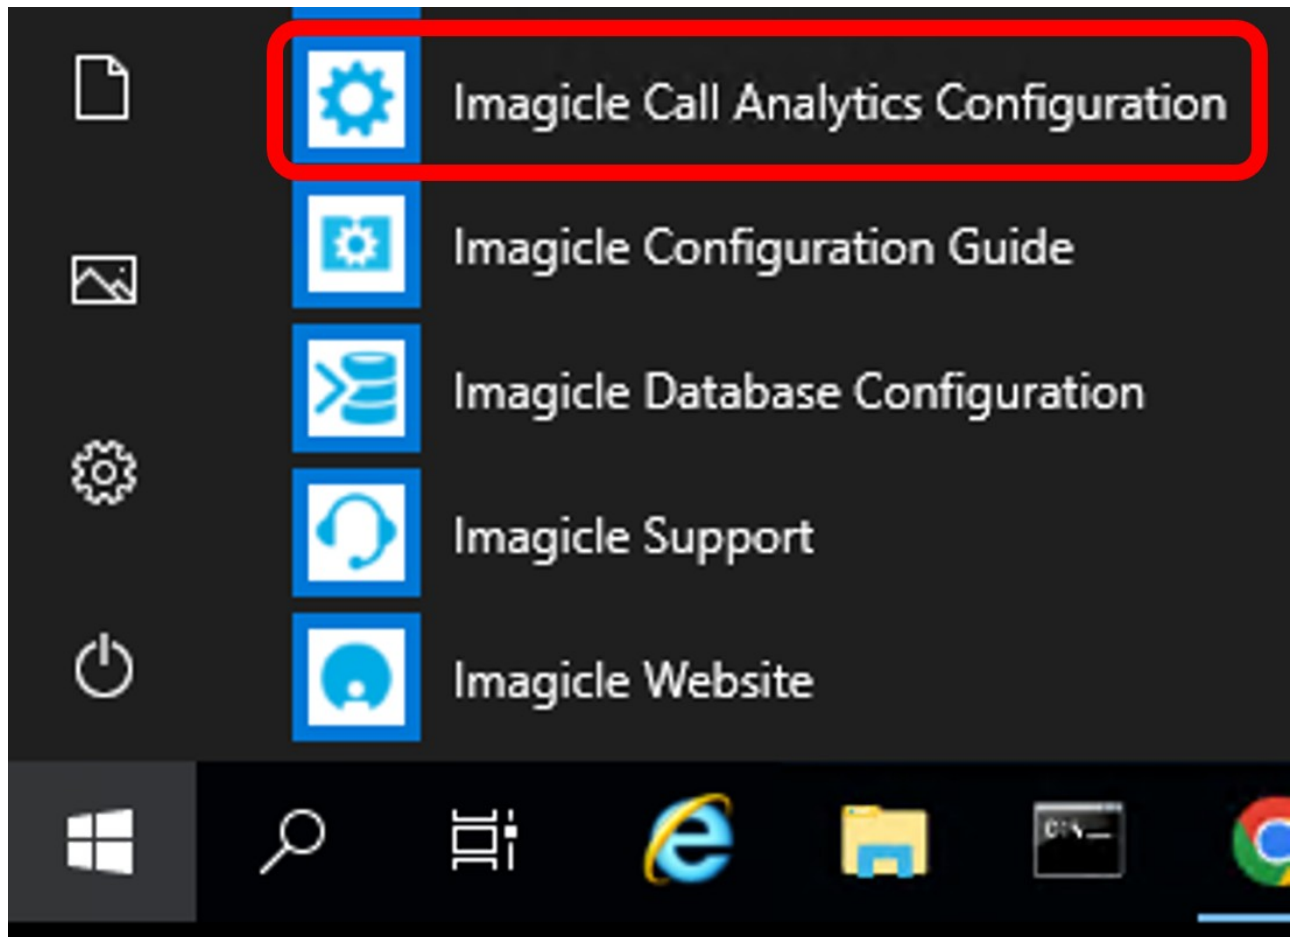 Imagicle Call Analytics Configuration
Imagicle Configuration Guide
Imagicle Database Configuration
Imagicle Support
Imagicle Website
C:\_